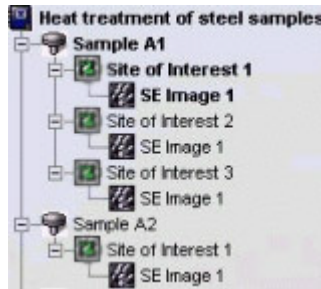 Heat treatment of steel samples
Sample A1
Site of Interest 1
SE Image 1
Site of Interest 2
SE Image 1
Site of Interest 3
SE Image 1
Sample A2
Site of Interest 1
SE Image 1